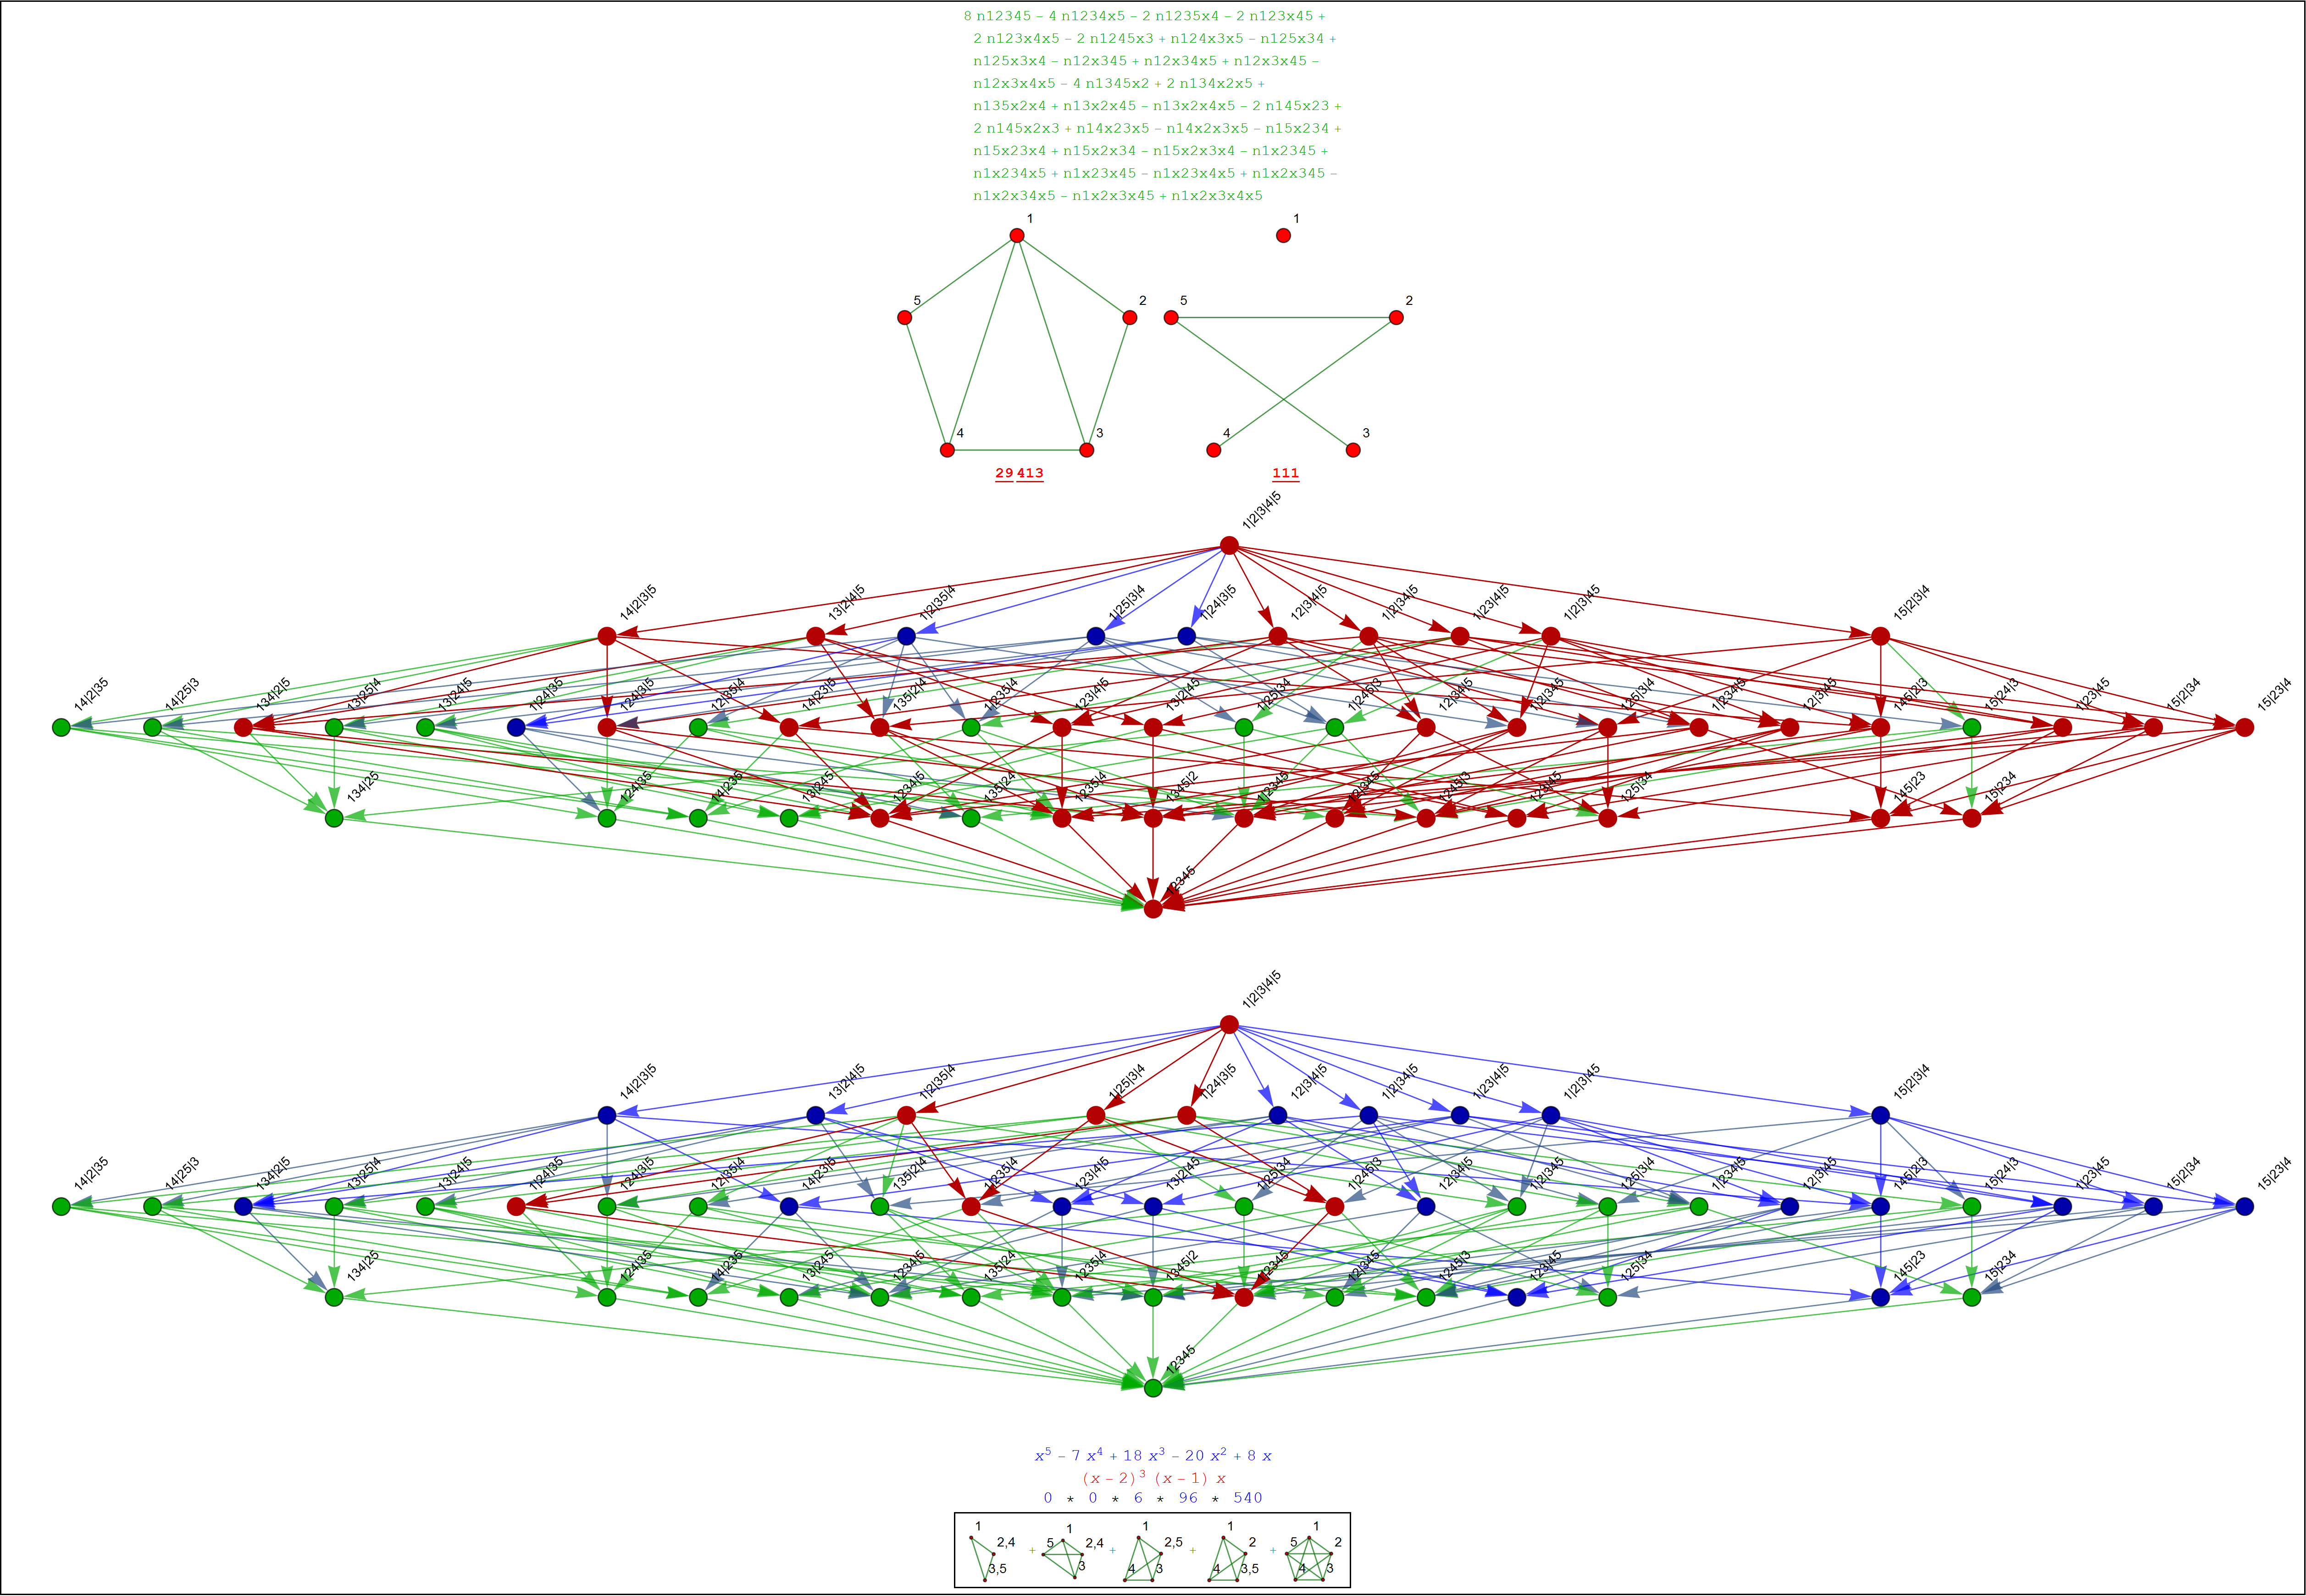 8 n12345 – 4 n1234x5 – 2 n1235x4 – 2 n123x45 +
2 n123x4x5 – 2 n1245x3 + n124x3x5 – n125x34 +
n125x3x4 – n12x345 + n12x34x5 + n12x3x45 –
n12x3x4x5 – 4 n1345x2 + 2 n134x2x5 +
n135x2x4 + n13x2x45 – n13x2x4x5 – 2 n145x23 +
2 n145x2x3 + n14x23x5 – n14x2x3x5 – n15x234 +
n15x23x4 + n15x2x34 – n15x2x3x4 – n1x2345 +
n1x234x5 + n1x23x45 – n1x23x4x5 + n1x2x345 –
n1x2x34x5 – n1x2x3x45 + n1x2x3x4x5
1 1
5 2 5 2
4 3 4 3
29 413 111
1|2|3|4|5
14|2|3|5 13|2|4|5 1|2|35|4 1|25|3|4 1|24|3|5 12|3|4|5 1|2|34|5 1|23|4|5 1|2|3|45 15|2|3|4
14|2|35 14|25|3 134|2|5 13|25|4 13|24|5 1|24|35 124|3|5 12|35|4 14|23|5 135|2|4 1|235|4 123|4|5 13|2|45 1|25|34 1|245|3 12|34|5 1|2|345 125|3|4 1|234|5 12|3|45 145|2|3 15|24|3 1|23|45 15|2|34 15|23|4
134|25 124|35 14|235 13|245 1234|5 135|24 1235|4 1345|2 1|2345 12|345 1245|3 123|45 125|34 145|23 15|234
12345
1|2|3|4|5
14|2|3|5 13|2|4|5 1|2|35|4 1|25|3|4 1|24|3|5 12|3|4|5 1|2|34|5 1|23|4|5 1|2|3|45 15|2|3|4
14|2|35 14|25|3 134|2|5 13|25|4 13|24|5 1|24|35 124|3|5 12|35|4 14|23|5 135|2|4 1|235|4 123|4|5 13|2|45 1|25|34 1|245|3 12|34|5 1|2|345 125|3|4 1|234|5 12|3|45 145|2|3 15|24|3 1|23|45 15|2|34 15|23|4
134|25 124|35 14|235 13|245 1234|5 135|24 1235|4 1345|2 1|2345 12|345 1245|3 123|45 125|34 145|23 15|234
12345
x⁵ – 7 x⁴ + 18 x³ – 20 x² + 8 x
(x – 2)³ (x – 1) x
0 * 0 * 6 * 96 * 540
1 2,4 3,5 + 1 5 2,4 3 + 1 2,5 4 3 + 1 2 4 3,5 + 1 5 2 4 3